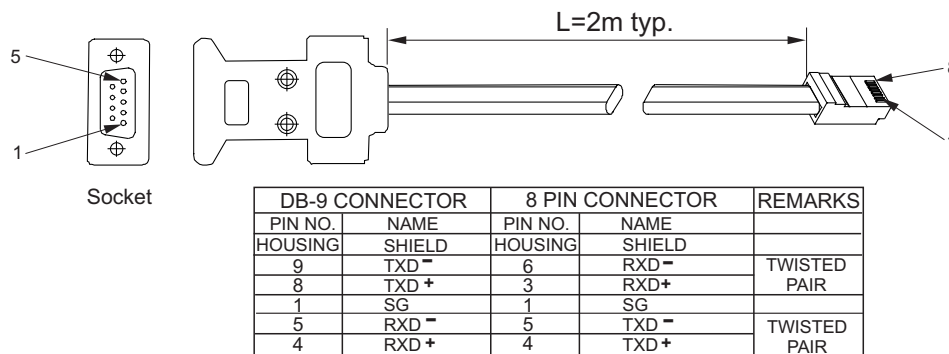 L=2m typ.
5
1
Socket
DB-9 CONNECTOR 8 PIN CONNECTOR REMARKS
PIN NO. NAME PIN NO. NAME
HOUSING SHIELD HOUSING SHIELD
9 TXD - 6 RXD - TWISTED
8 TXD + 3 RXD+ PAIR
1 SG 1 SG
5 RXD - 5 TXD - TWISTED
4 RXD + 4 TXD + PAIR